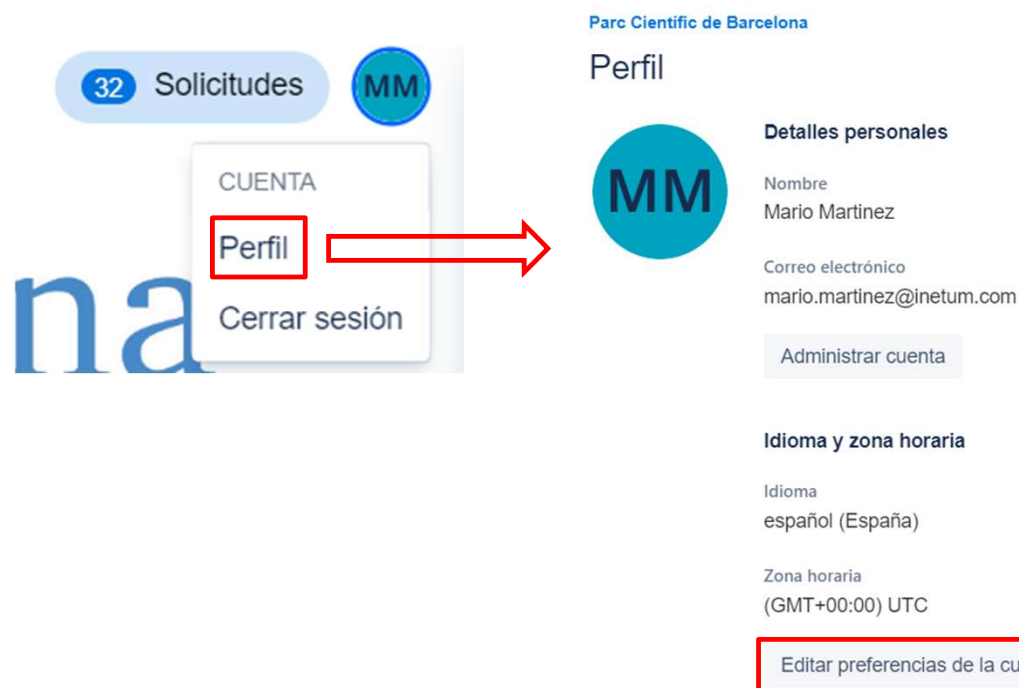 32 Solicitudes MM
CUENTA
Perfil
Cerrar sesión
na
Parc Científic de Barcelona
Perfil
MM
Detalles personales
Nombre
Mario Martinez
Correo electrónico
mario.martinez@inetum.com
Administrar cuenta
Idioma y zona horaria
Idioma
español (España)
Zona horaria
(GMT+00:00) UTC
Editar preferencias de la cu